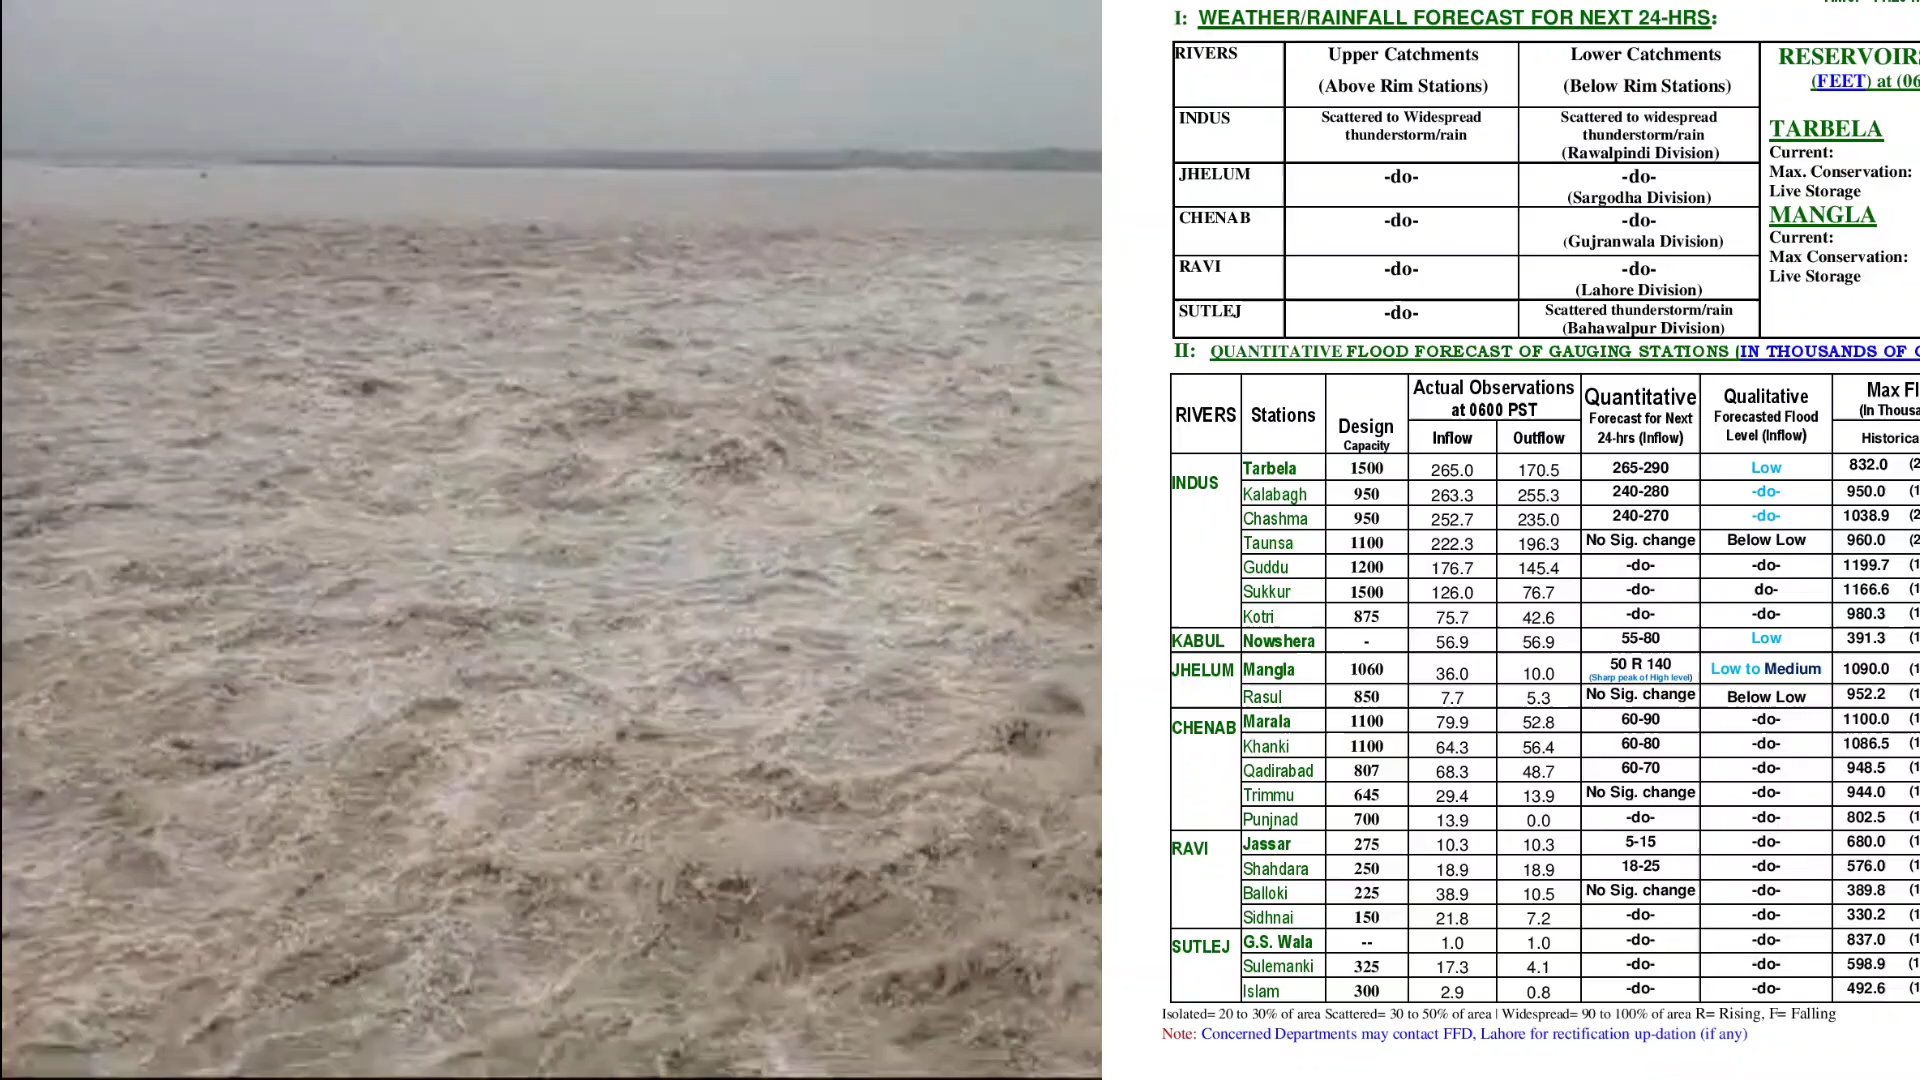 I: WEATHER/RAINFALL FORECAST FOR NEXT 24-HRS:
RIVERS Upper Catchments (Above Rim Stations) Lower Catchments (Below Rim Stations)
INDUS Scattered to Widespread thunderstorm/rain Scattered to widespread thunderstorm/rain (Rawalpindi Division)
JHELUM -do- -do- (Sargodha Division)
CHENAB -do- -do- (Gujranwala Division)
RAVI -do- -do- (Lahore Division)
SUTLEJ -do- Scattered thunderstorm/rain (Bahawalpur Division)
(FEET) at (06
TARBELA
Current:
Max. Conservation:
Live Storage
MANGLA
Current:
Max Conservation:
Live Storage
II: QUANTITATIVE FLOOD FORECAST OF GAUGING STATIONS (IN THOUSANDS OF
RIVERS Stations Design Capacity Actual Observations at 0600 PST Inflow Outflow Quantitative Forecast for Next 24-hrs (Inflow) Qualitative Forecasted Flood Level (Inflow) Max
INDUS Tarbela 1500 265.0 170.5 265-290 Low 832.0
Kalabagh 950 263.3 255.3 240-280 -do- 950.0
Chashma 950 252.7 235.0 240-270 -do- 1038.9
Taunsa 1100 222.3 196.3 No Sig. change Below Low 960.0
Guddu 1200 176.7 145.4 -do- -do- 1199.7
Sukkur 1500 126.0 76.7 -do- do- 1166.6
Kotri 875 75.7 42.6 -do- -do- 980.3
KABUL Nowshera - 56.9 56.9 55-80 Low 391.3
JHELUM Mangla 1060 36.0 10.0 50 R 140 (Sharp peak of High level) Low to Medium 1090.0
Rasul 850 7.7 5.3 No Sig. change Below Low 952.2
CHENAB Marala 1100 79.9 52.8 60-90 -do- 1100.0
Khanki 1100 64.3 56.4 60-80 -do- 1086.5
Qadirabad 807 68.3 48.7 60-70 -do- 948.5
Trimmu 645 29.4 13.9 No Sig. change -do- 944.0
Punjnad 700 13.9 0.0 -do- -do- 802.5
RAVI Jassar 275 10.3 10.3 5-15 -do- 680.0
Shahdara 250 18.9 18.9 18-25 -do- 576.0
Balloki 225 38.9 10.5 No Sig. change -do- 389.8
Sidhnai 150 21.8 7.2 -do- -do- 330.2
SUTLEJ G.S. Wala -- 1.0 1.0 -do- -do- 837.0
Sulemanki 325 17.3 4.1 -do- -do- 598.9
Islam 300 2.9 0.8 -do- -do- 492.6
Isolated= 20 to 30% of area Scattered= 30 to 50% of area | Widespread= 90 to 100% of area R= Rising, F= Falling
Note: Concerned Departments may contact FFD, Lahore for rectification up-dation (if any)